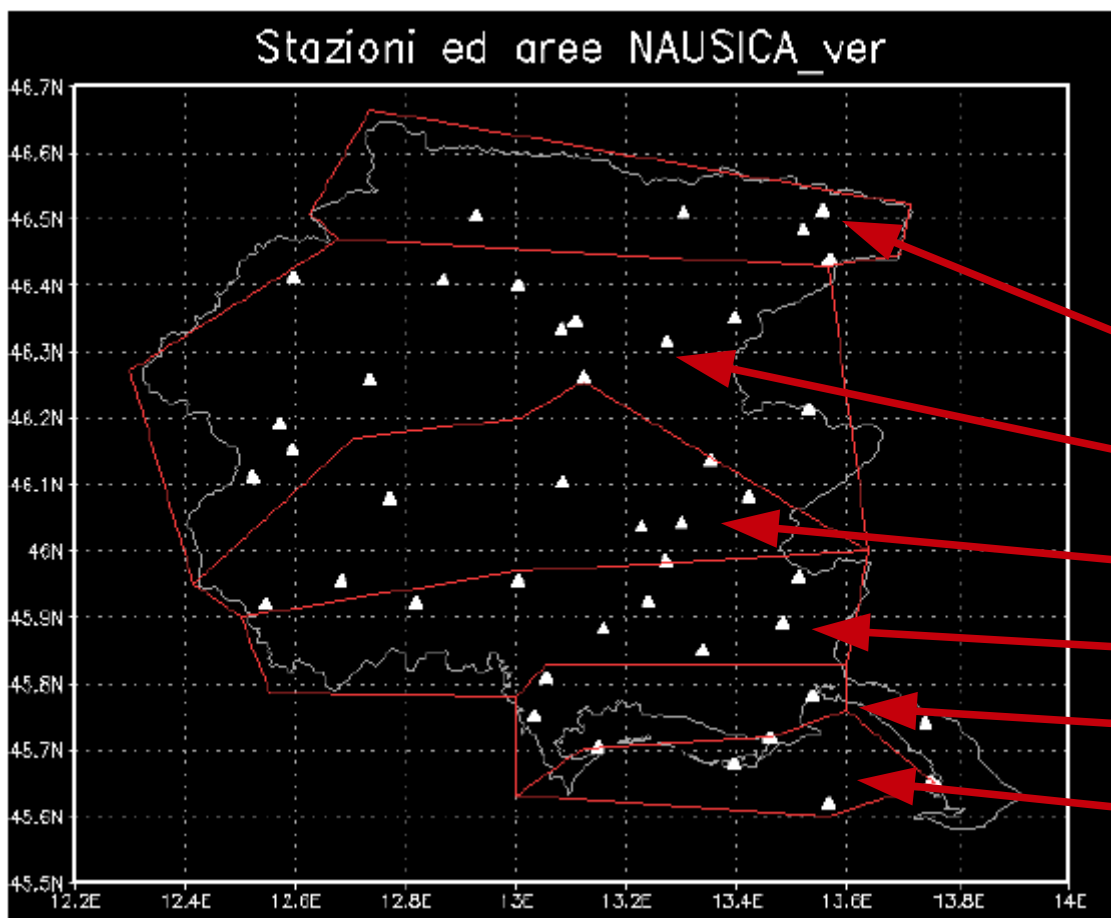 Stazioni ed aree NAUSICA_ver
46.7N
46.6N
46.5N
46.4N
46.3N
46.2N
46.1N
46N
45.9N
45.8N
45.7N
45.6N
45.5N
12.2E 12.4E 12.6E 12.8E 13E 13.2E 13.4E 13.6E 13.8E 14E